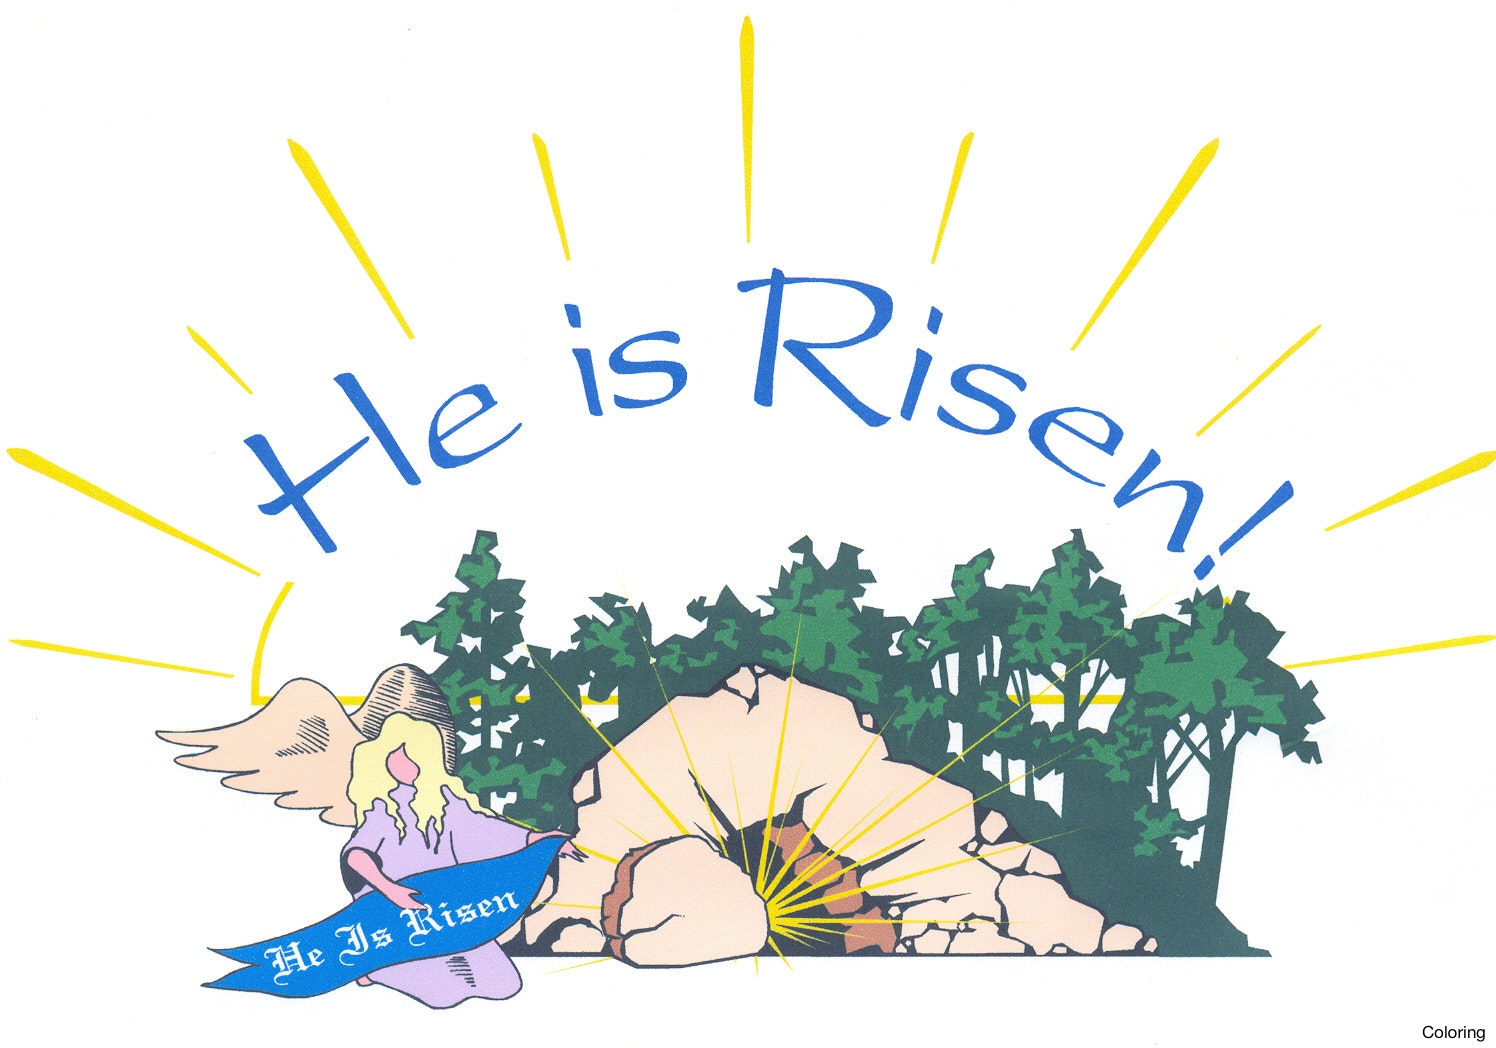 He is Risen!
He Is Risen
Coloring